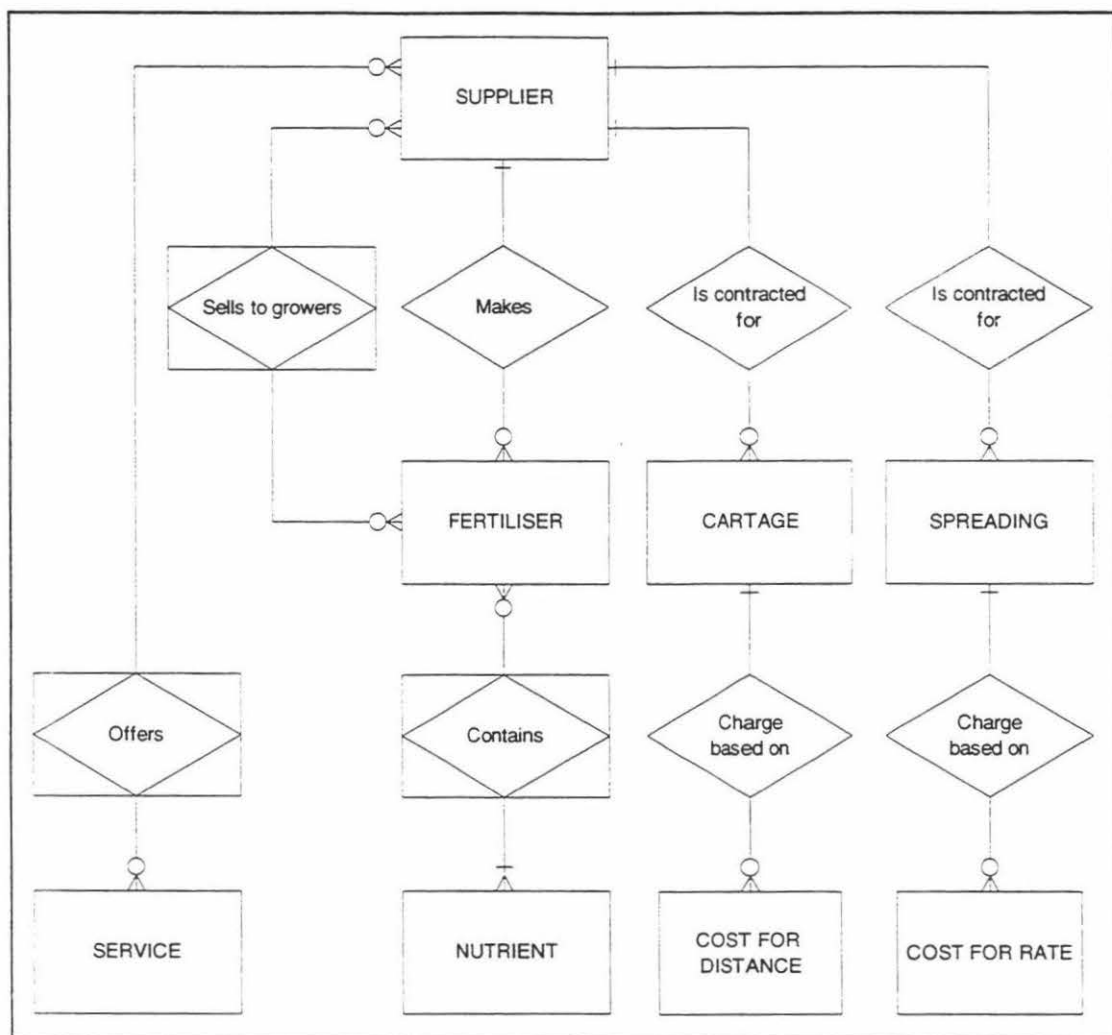 SUPPLIER
Sells to growers
Makes
Is contracted
for
Is contracted
for
FERTILISER
CARTAGE
SPREADING
Offers
Contains
Charge
based on
Charge
based on
SERVICE
NUTRIENT
COST FOR
DISTANCE
COST FOR RATE